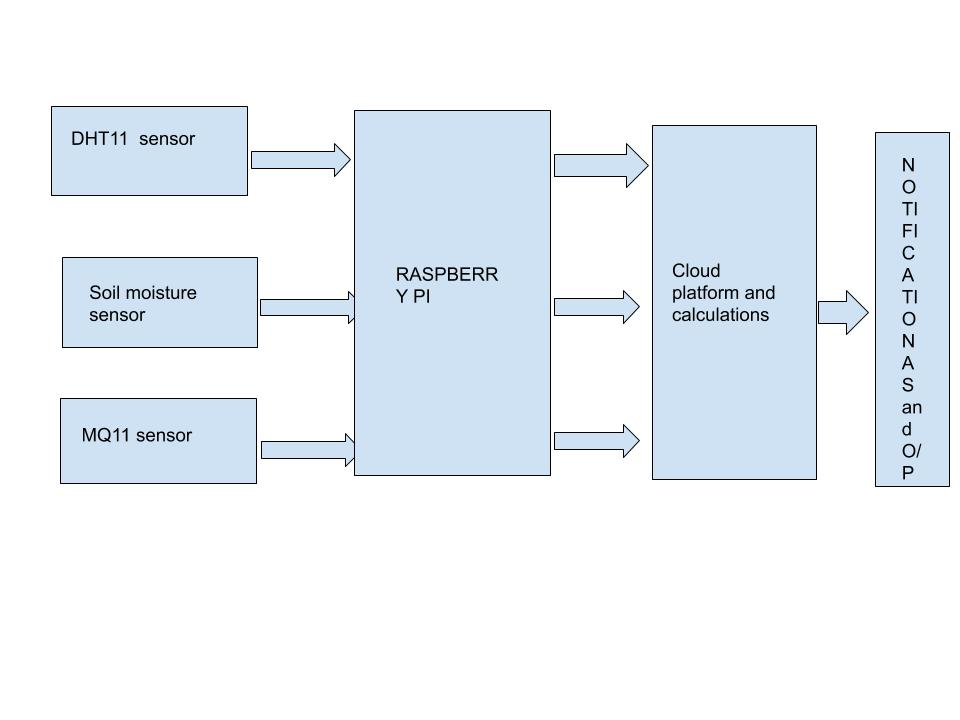 DHT11  sensor
Soil moisture
sensor
MQ11 sensor
RASPBERR
Y PI
Cloud
platform and
calculations
N
O
TI
FI
C
A
TI
O
N
A
S
an
d
O/
P